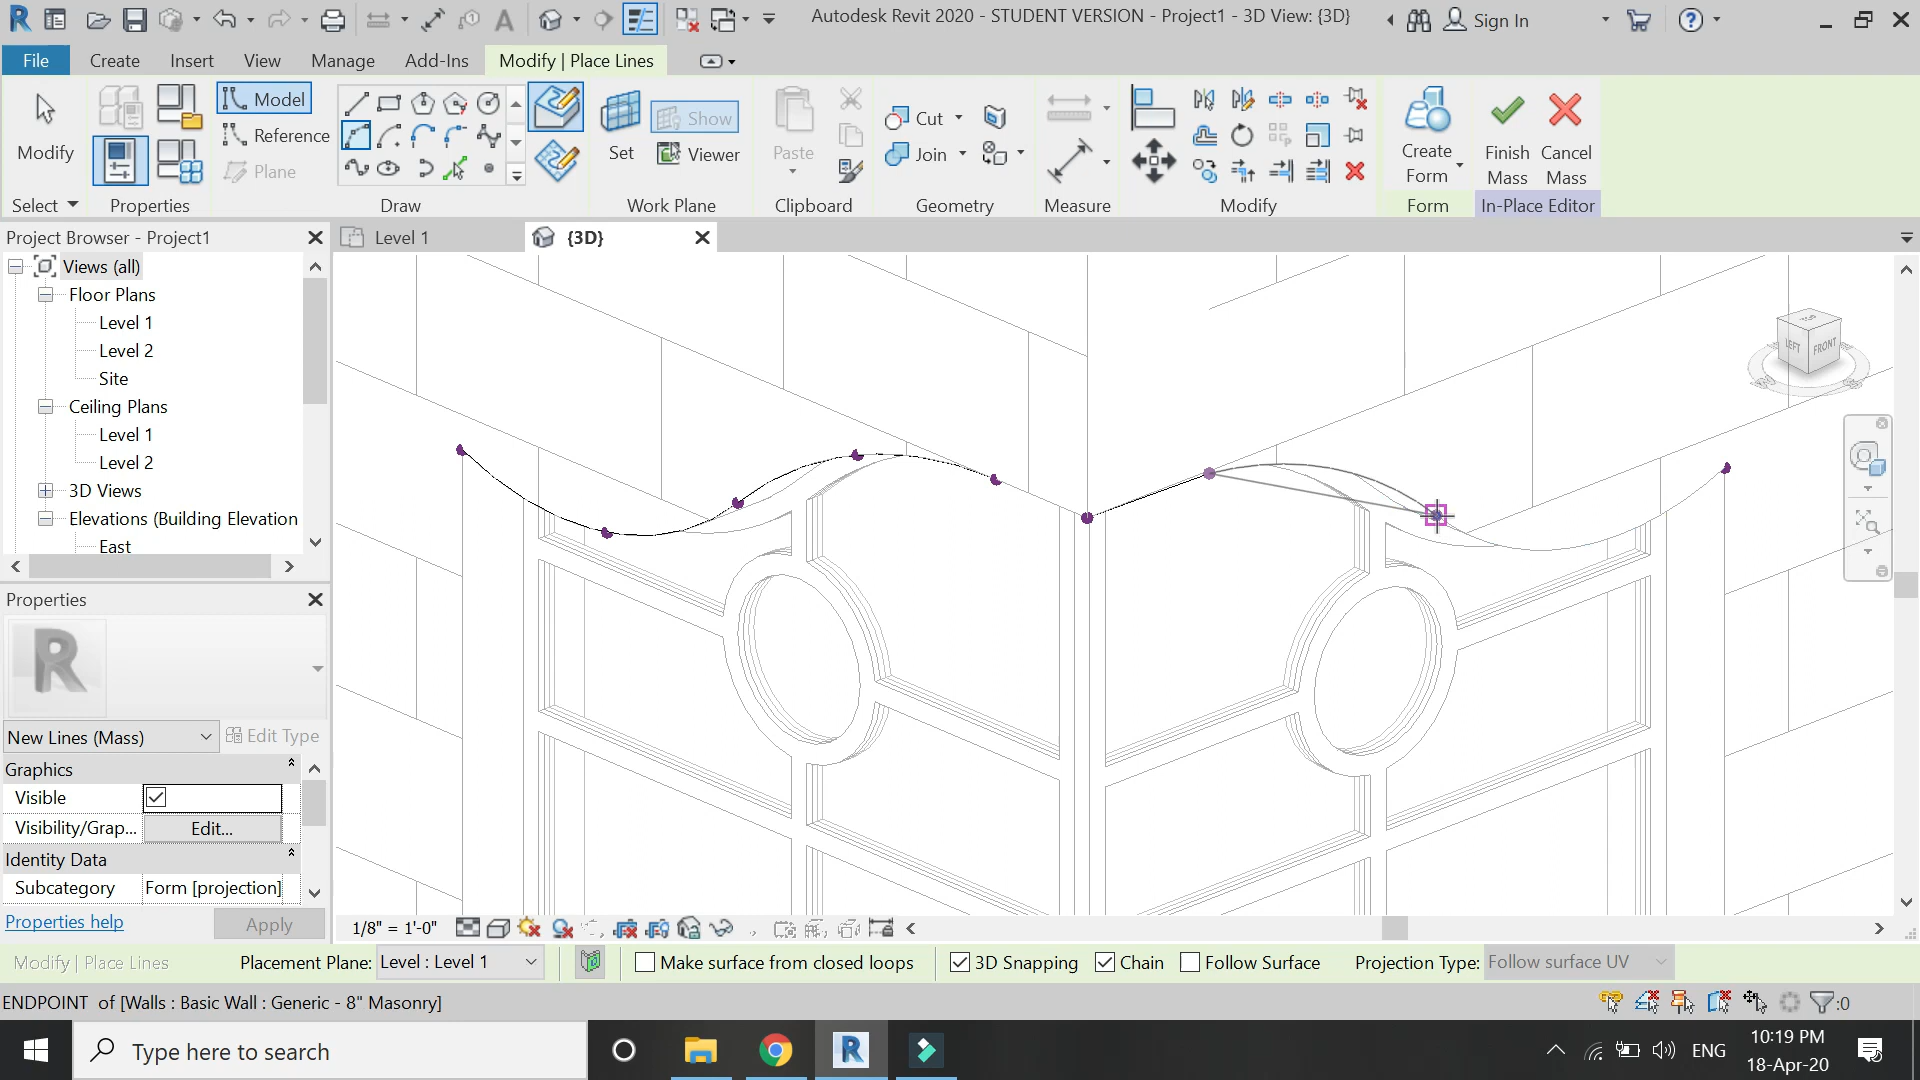 Autodesk Revit 2020 - STUDENT VERSION - Project1 - 3D View: {3D}
Sign In
File
Create
Insert
View
Manage
Add-Ins
Modify | Place Lines
Modify
Model
Reference
Plane
Set
Show
Viewer
Paste
Cut
Join
Create
Form
Finish
Mass
Cancel
Mass
Select
Properties
Draw
Work Plane
Clipboard
Geometry
Measure
Modify
Form
In-Place Editor
Project Browser - Project1
Level 1
{3D}
Views (all)
Floor Plans
Level 1
Level 2
Site
Ceiling Plans
Level 1
Level 2
3D Views
Elevations (Building Elevation
East
TOP
LEFT
FRONT
Properties
R
New Lines (Mass)
Edit Type
Graphics
Visible
Visibility/Grap...
Edit...
Identity Data
Subcategory
Form [projection]
Properties help
Apply
1/8" = 1'-0"
Modify | Place Lines
Placement Plane:
Level : Level 1
Make surface from closed loops
3D Snapping
Chain
Follow Surface
Projection Type:
Follow surface UV
ENDPOINT of [Walls : Basic Wall : Generic - 8" Masonry]
:0
Type here to search
R
ENG
10:19 PM
18-Apr-20